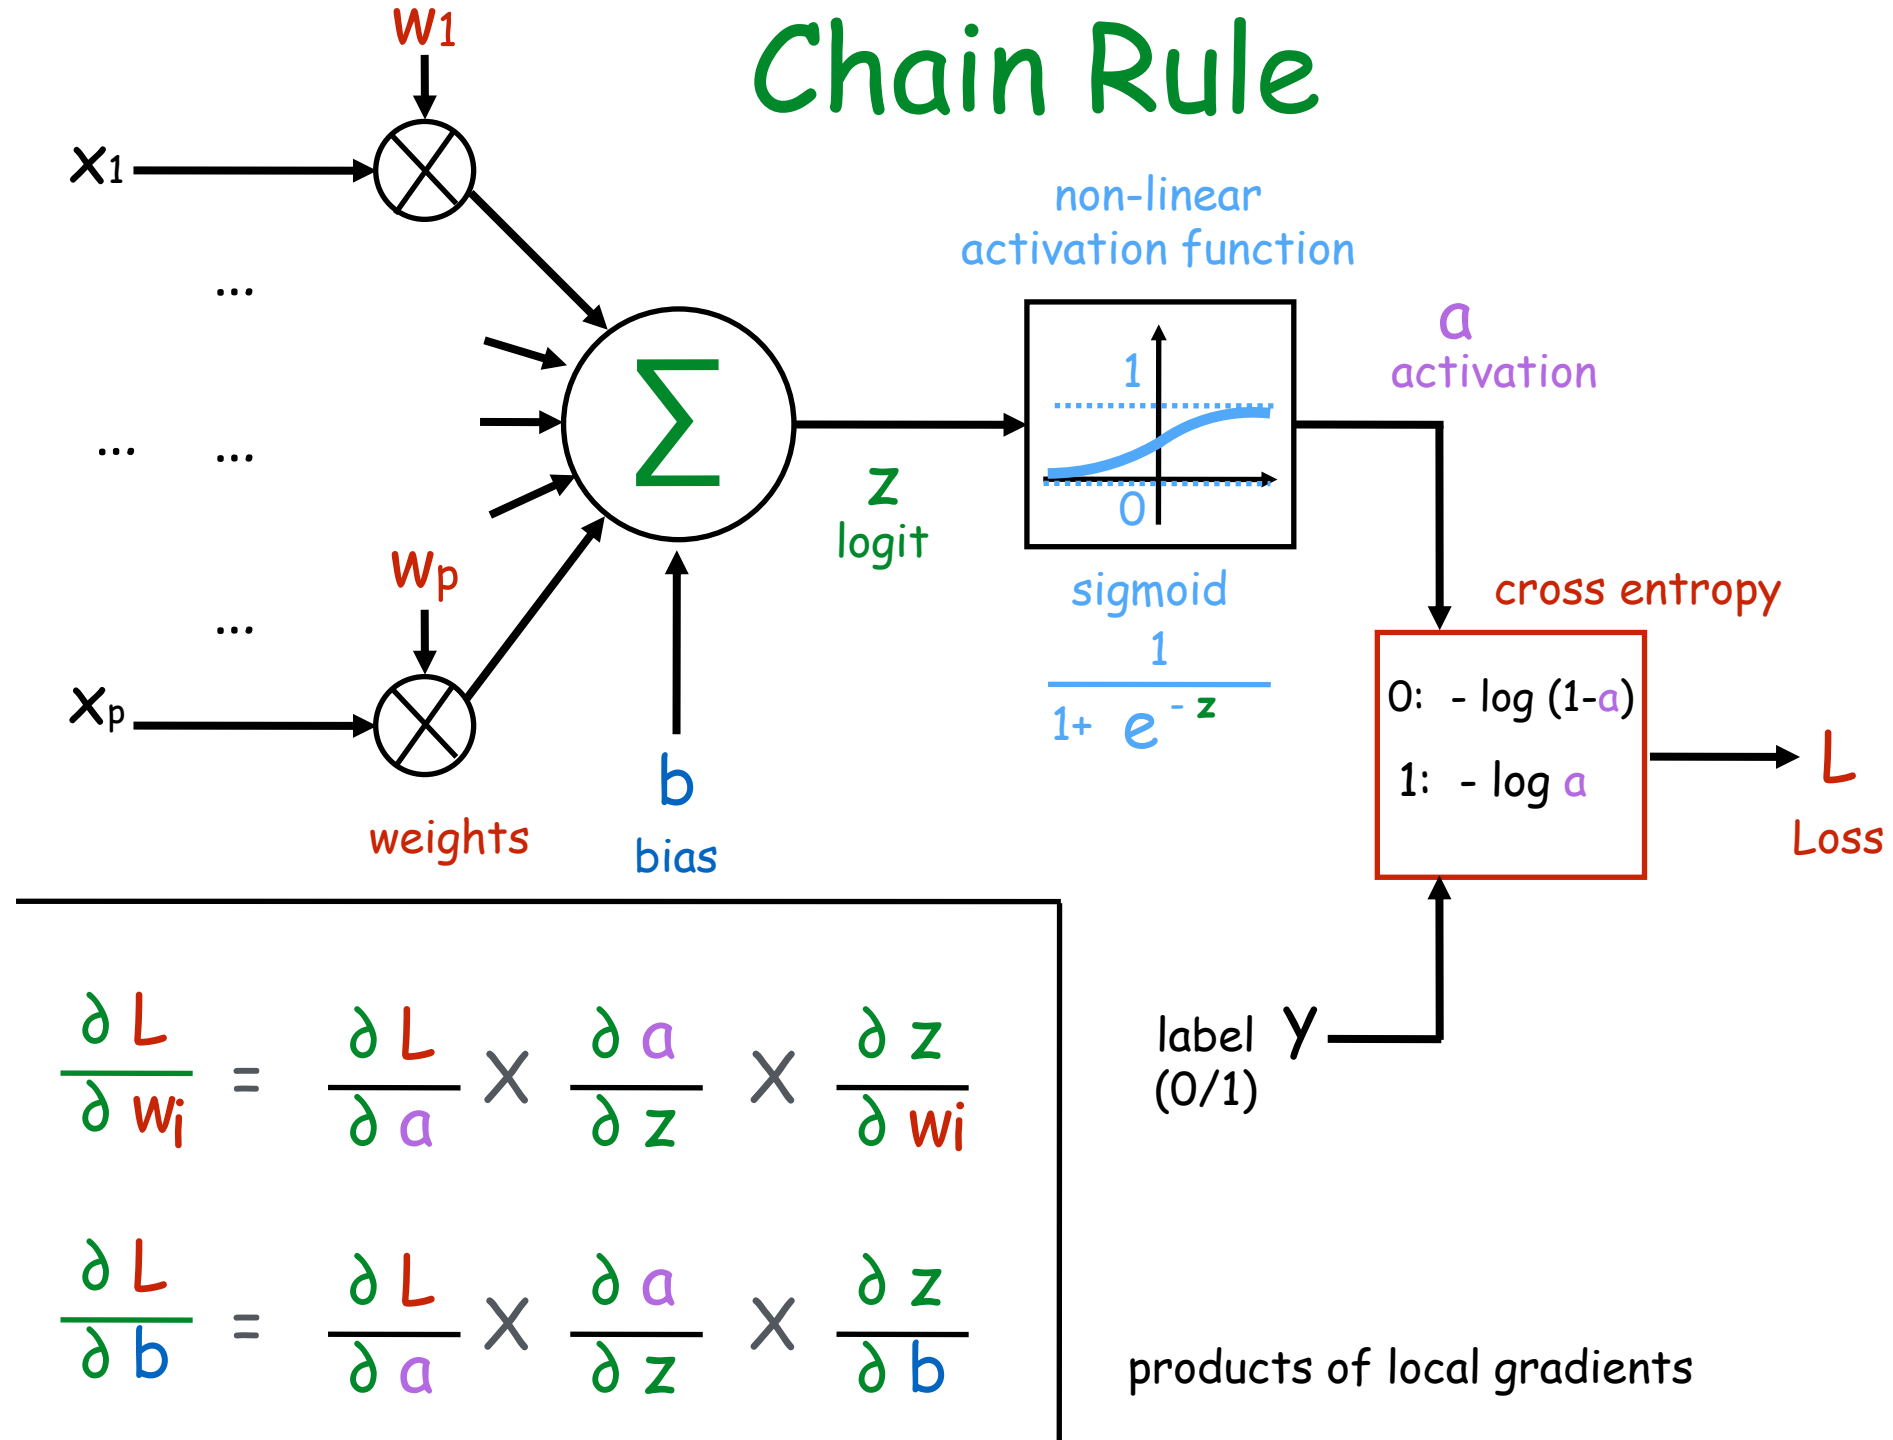 Chain Rule
w1
x1
...
... ...
...
wp
xp
weights
Σ
b
bias
z
logit
non-linear
activation function
1
0
sigmoid
1
1+ e - z
a
activation
cross entropy
0: - log (1-a)
1: - log a
L
Loss
label y
(0/1)
∂ L / ∂ wi = ∂ L / ∂ a X ∂ a / ∂ z X ∂ z / ∂ wi
∂ L / ∂ b = ∂ L / ∂ a X ∂ a / ∂ z X ∂ z / ∂ b
products of local gradients